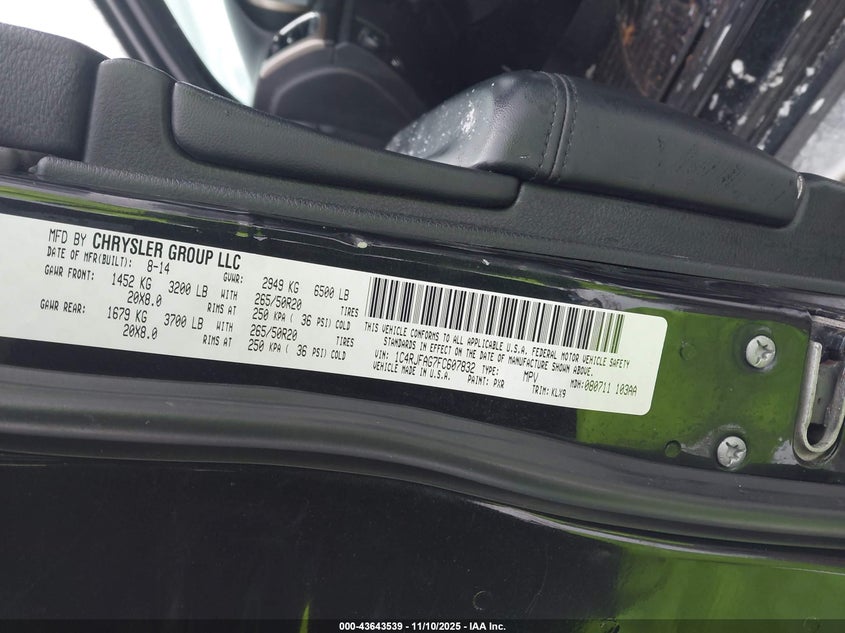 MFD BY CHRYSLER GROUP LLC
DATE OF MFR(BUILT): 8-14 GVWR: 2949 KG 6500 LB
GAWR FRONT: 1452 KG 3200 LB WITH 265/50R20 TIRES
20X8.0 RIMS AT 250 KPA ( 36 PSI) COLD
GAWR REAR: 1679 KG 3700 LB WITH 265/50R20 TIRES
20X8.0 RIMS AT 250 KPA ( 36 PSI) COLD
THIS VEHICLE CONFORMS TO ALL APPLICABLE U.S.A. FEDERAL MOTOR VEHICLE SAFETY
STANDARDS IN EFFECT ON THE DATE OF MANUFACTURE SHOWN ABOVE.
VIN: 1C4RJFAG7FC607832 TYPE: MPV MDH: 080711 103AA
VEHICLE MADE IN U.S.A. PAINT: PXR TRIM: KLX9
000-43643539 - 11/10/2025 - IAA Inc.